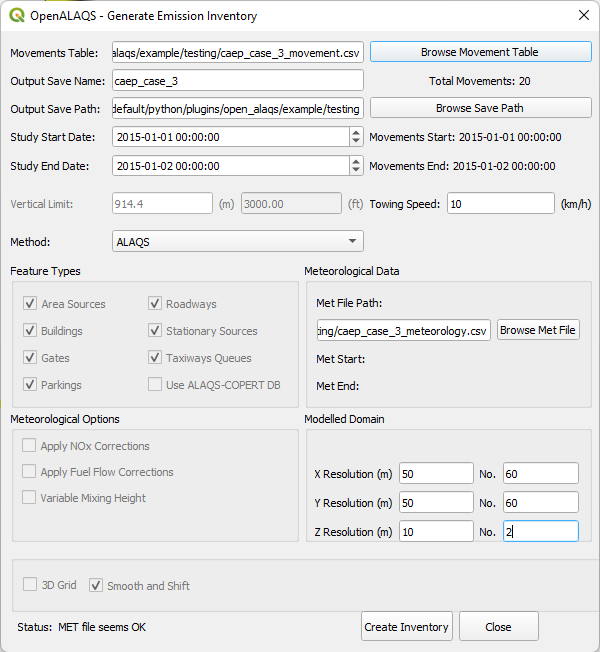 OpenALAQS - Generate Emission Inventory
Movements Table: alaqs/example/testing/caep_case_3_movement.csv Browse Movement Table
Output Save Name: caep_case_3 Total Movements: 20
Output Save Path: default/python/plugins/open_alaqs/example/testing Browse Save Path
Study Start Date: 2015-01-01 00:00:00 Movements Start: 2015-01-01 00:00:00
Study End Date: 2015-01-02 00:00:00 Movements End: 2015-01-02 00:00:00
Vertical Limit: 914.4 (m) 3000.00 (ft) Towing Speed: 10 (km/h)
Method: ALAQS
Feature Types
Area Sources Roadways
Buildings Stationary Sources
Gates Taxiways Queues
Parkings Use ALAQS-COPERT DB
Meteorological Data
Met File Path:
ting/caep_case_3_meteorology.csv Browse Met File
Met Start:
Met End:
Meteorological Options
Apply NOx Corrections
Apply Fuel Flow Corrections
Variable Mixing Height
Modelled Domain
X Resolution (m) 50 No. 60
Y Resolution (m) 50 No. 60
Z Resolution (m) 10 No. 2
3D Grid Smooth and Shift
Status: MET file seems OK Create Inventory Close